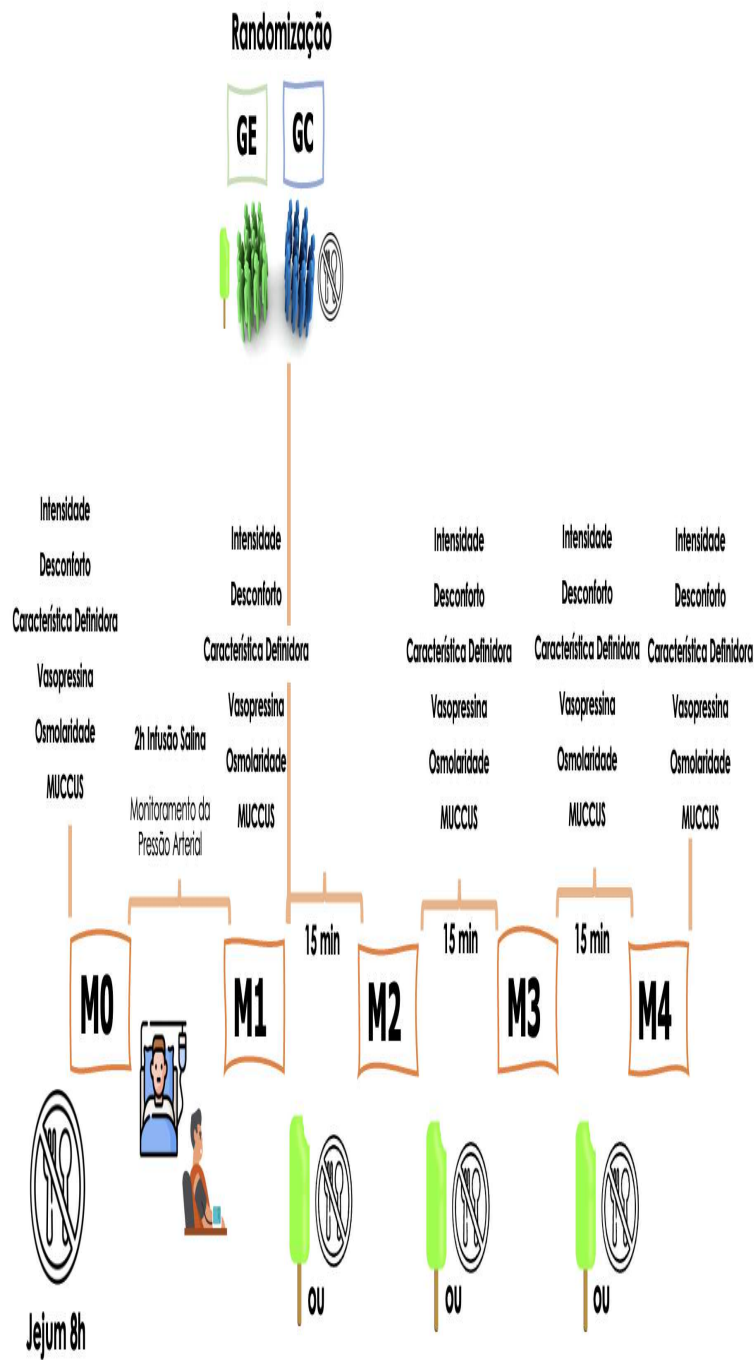 Randomização
GE
GC
Intensidade
Desconforto
Característica Definidora
Vasopressina
Osmolaridade
MUCCUS
2h Infusão Salina
Monitoramento da
Pressão Arterial
Intensidade
Desconforto
Característica Definidora
Vasopressina
Osmolaridade
MUCCUS
Intensidade
Desconforto
Característica Definidora
Vasopressina
Osmolaridade
MUCCUS
Intensidade
Desconforto
Característica Definidora
Vasopressina
Osmolaridade
MUCCUS
Intensidade
Desconforto
Característica Definidora
Vasopressina
Osmolaridade
MUCCUS
15 min
15 min
15 min
M0
M1
M2
M3
M4
Jejum 8h
ou
ou
ou